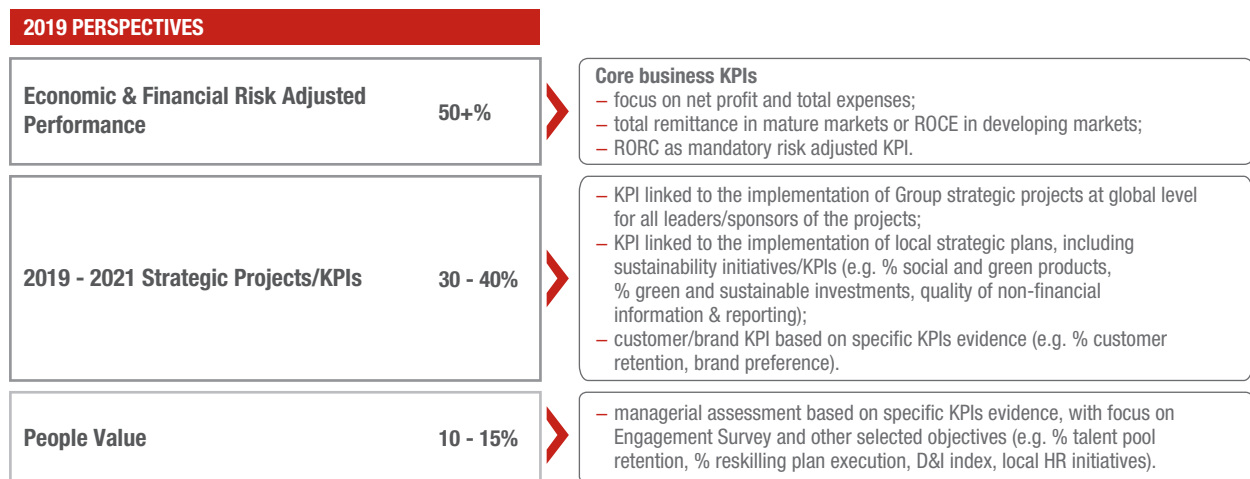 2019 PERSPECTIVES
Economic & Financial Risk Adjusted
Performance
50+%
Core business KPIs
– focus on net profit and total expenses;
– total remittance in mature markets or ROCE in developing markets;
– RORC as mandatory risk adjusted KPI.
2019 - 2021 Strategic Projects/KPIs
30 - 40%
– KPI linked to the implementation of Group strategic projects at global level
for all leaders/sponsors of the projects;
– KPI linked to the implementation of local strategic plans, including
sustainability initiatives/KPIs (e.g. % social and green products,
% green and sustainable investments, quality of non-financial
information & reporting);
– customer/brand KPI based on specific KPIs evidence (e.g. % customer
retention, brand preference).
People Value
10 - 15%
– managerial assessment based on specific KPIs evidence, with focus on
Engagement Survey and other selected objectives (e.g. % talent pool
retention, % reskilling plan execution, D&I index, local HR initiatives).